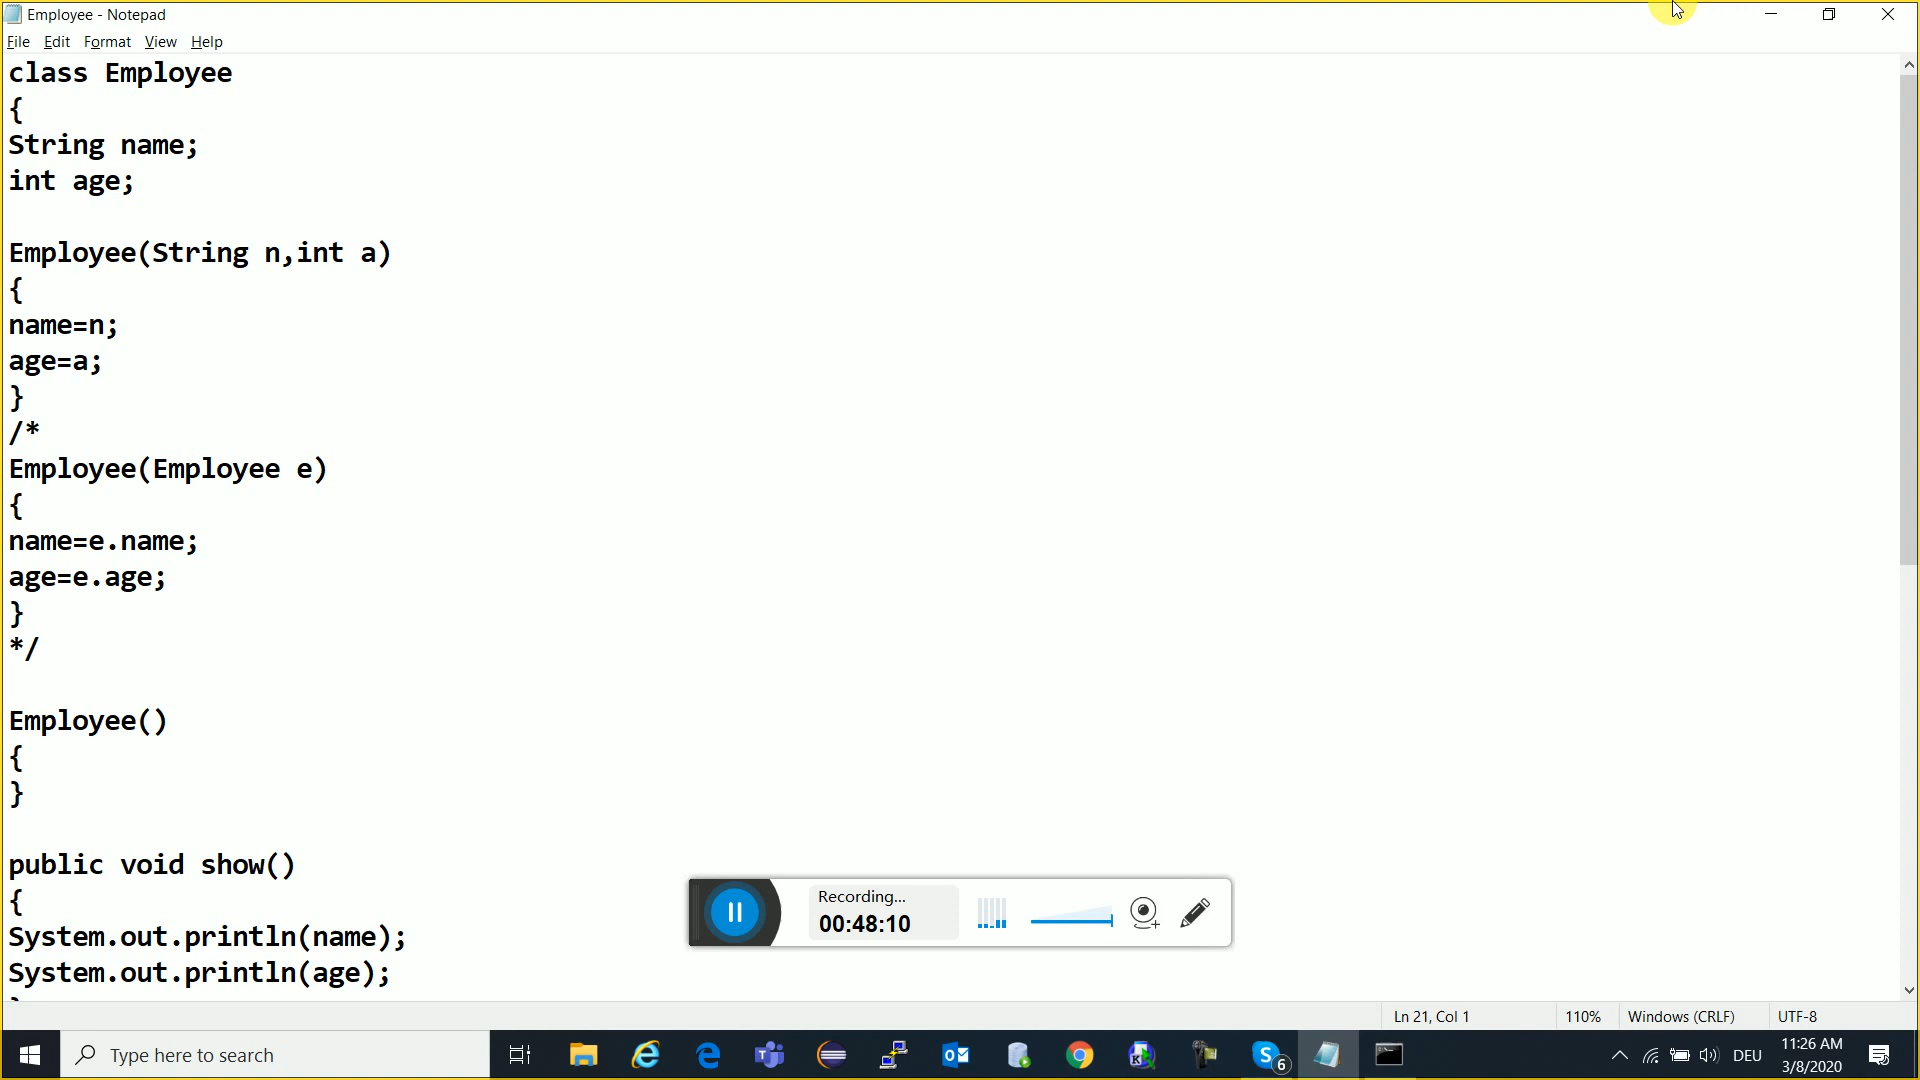 Employee - Notepad
File Edit Format View Help
class Employee
{
String name;
int age;
Employee(String n,int a)
{
name=n;
age=a;
}
/*
Employee(Employee e)
{
name=e.name;
age=e.age;
}
*/
Employee()
{
}
public void show()
{
System.out.println(name);
System.out.println(age);
Recording...
00:48:10
Ln 21, Col 1 110% Windows (CRLF) UTF-8
Type here to search
6
DEU
11:26 AM
3/8/2020